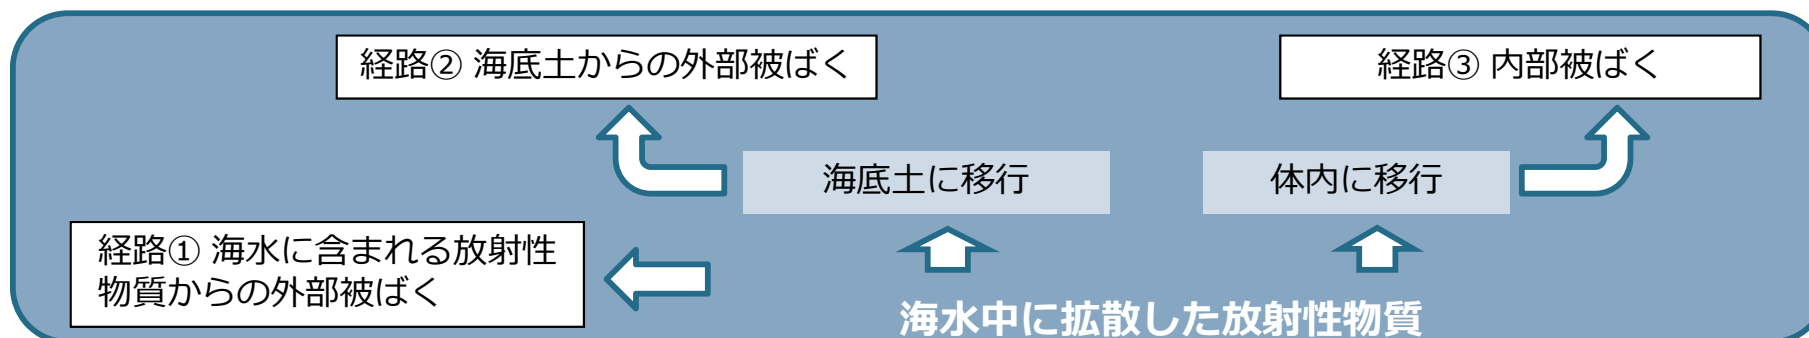 経路② 海底土からの外部被ばく
経路③ 内部被ばく
海底土に移行
体内に移行
経路① 海水に含まれる放射性
物質からの外部被ばく
海水中に拡散した放射性物質